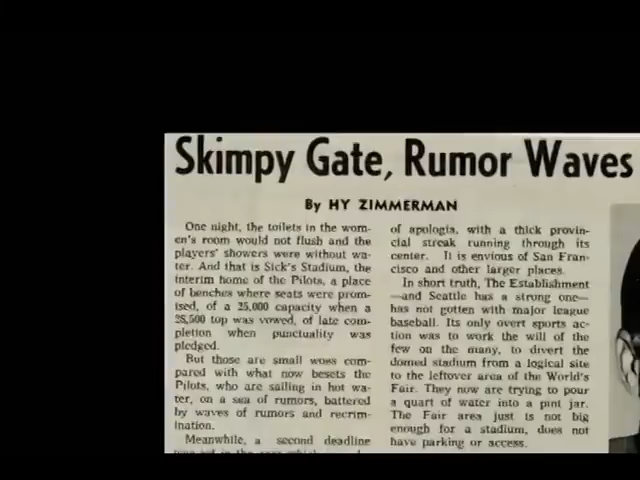 Skimpy Gate, Rumor Waves
By HY ZIMMERMAN
One night, the toilets in the wom-
en's room would not flush and the
players' showers were without wa-
ter. And that is Sick's Stadium, the
interim home of the Pilots, a place
of benches where seats were prom-
ised, of a 25,000 capacity when a
28,500 top was vowed, of late com-
pletion when punctuality was
pledged.
But those are small woes com-
pared with what now besets the
Pilots, who are sailing in hot wa-
ter, on a sea of rumors, battered
by waves of rumors and recrim-
ination.
Meanwhile, a second deadline
of apologia, with a thick provin-
cial streak running through its
center. It is envious of San Fran-
cisco and other larger places.
In short truth, The Establishment
—and Seattle has a strong one—
has not gotten with major league
baseball. Its only overt sports ac-
tion was to work the will of the
few on the many, to divert the
domed stadium from a logical site
to the leftover area of the World's
Fair. They now are trying to pour
a quart of water into a pint jar.
The Fair area just is not big
enough for a stadium, does not
have parking or access.